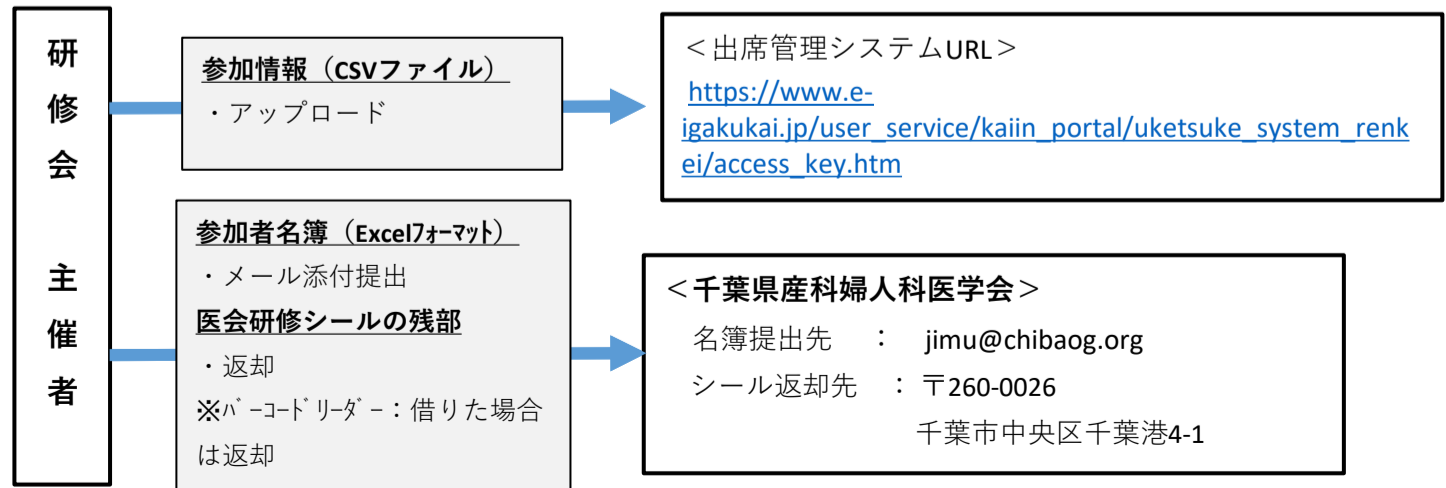 研修会 主催者
参加情報（CSVファイル）
・アップロード
＜出席管理システムURL＞
https://www.e-
igakukai.jp/user_service/kaiin_portal/uketsuke_system_renk
ei/access_key.htm
参加者名簿（Excelﾌｫｰﾏｯﾄ）
・メール添付提出
医会研修シールの残部
・返却
※ﾊﾞｰｺｰﾄﾞﾘｰﾀﾞｰ：借りた場合
は返却
＜千葉県産科婦人科医学会＞
名簿提出先 ： jimu@chibaog.org
シール返却先 ： 〒260-0026
千葉市中央区千葉港4-1